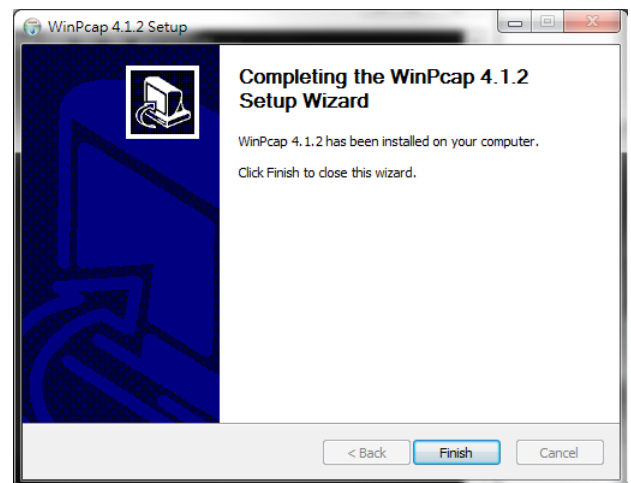 WinPcap 4.1.2 Setup
Completing the WinPcap 4.1.2
Setup Wizard
WinPcap 4.1.2 has been installed on your computer.
Click Finish to close this wizard.
< Back
Finish
Cancel